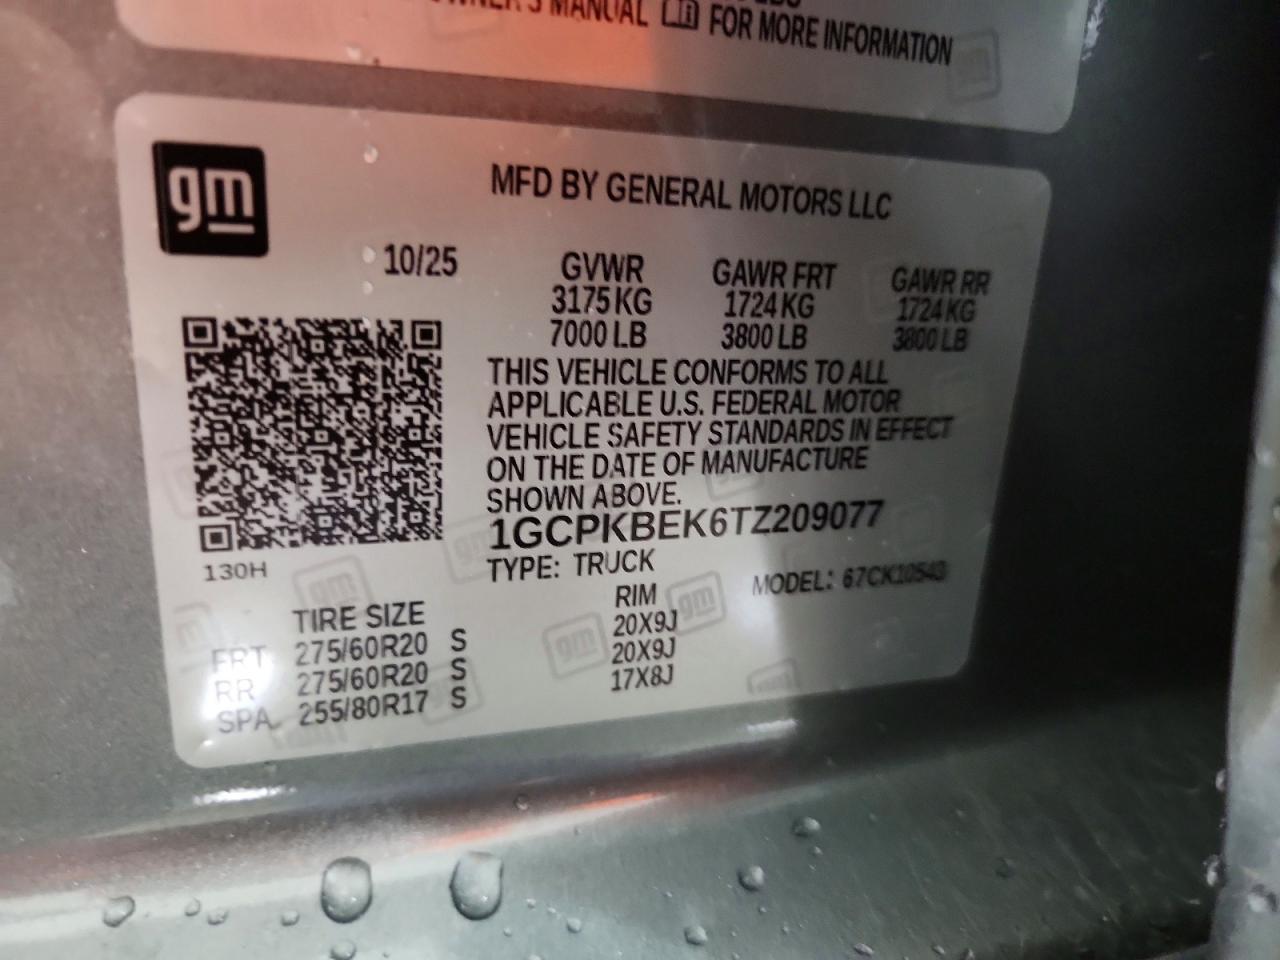 OWNER'S MANUAL FOR MORE INFORMATION
gm
MFD BY GENERAL MOTORS LLC
10/25
GVWR GAWR FRT GAWR RR
3175 KG 1724 KG 1724 KG
7000 LB 3800 LB 3800 LB
THIS VEHICLE CONFORMS TO ALL
APPLICABLE U.S. FEDERAL MOTOR
VEHICLE SAFETY STANDARDS IN EFFECT
ON THE DATE OF MANUFACTURE
SHOWN ABOVE.
1GCPKBEK6TZ209077
130H
TYPE: TRUCK
MODEL: 67CK10543
TIRE SIZE RIM
FRT 275/60R20 S 20X9J
RR 275/60R20 S 20X9J
SPA 255/80R17 S 17X8J